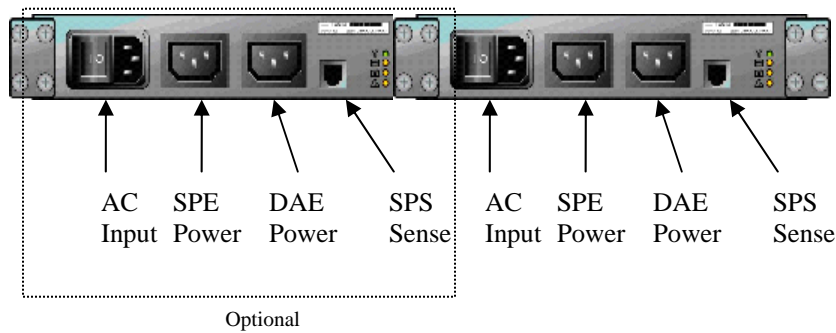 AC Input
SPE Power
DAE Power
SPS Sense
AC Input
SPE Power
DAE Power
SPS Sense
Optional